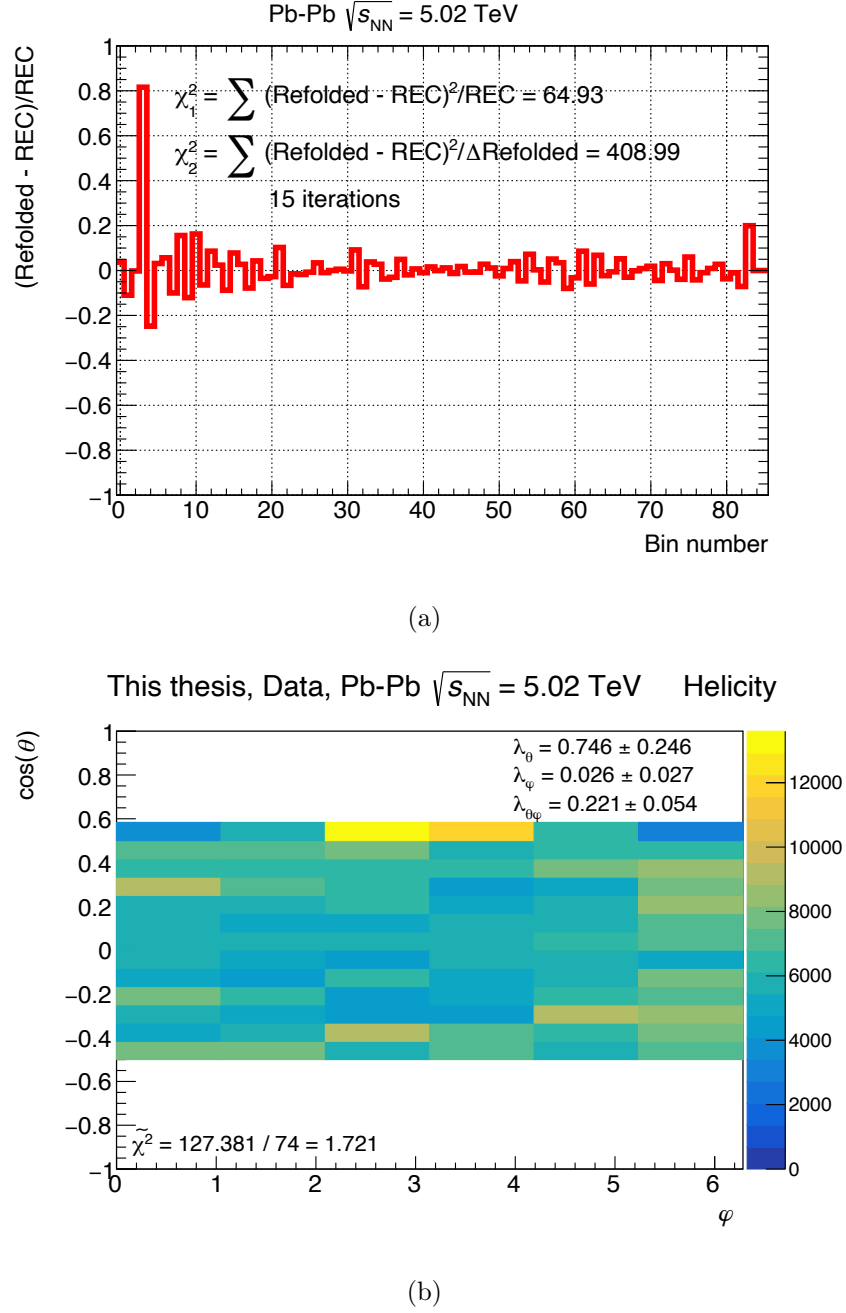 Pb-Pb √s_NN = 5.02 TeV
(Refolded - REC)/REC
1
0.8
0.6
0.4
0.2
0
−0.2
−0.4
−0.6
−0.8
−1
χ²₁ = ∑ (Refolded - REC)²/REC = 64.93
χ²₂ = ∑ (Refolded - REC)²/ΔRefolded = 408.99
15 iterations
0 10 20 30 40 50 60 70 80
Bin number
(a)
This thesis, Data, Pb-Pb √s_NN = 5.02 TeV Helicity
cos(θ)
1
0.8
0.6
0.4
0.2
0
−0.2
−0.4
−0.6
−0.8
−1
λ_θ = 0.746 ± 0.246
λ_φ = 0.026 ± 0.027
λ_θφ = 0.221 ± 0.054
χ̃² = 127.381 / 74 = 1.721
0 1 2 3 4 5 6
φ
12000
10000
8000
6000
4000
2000
0
(b)